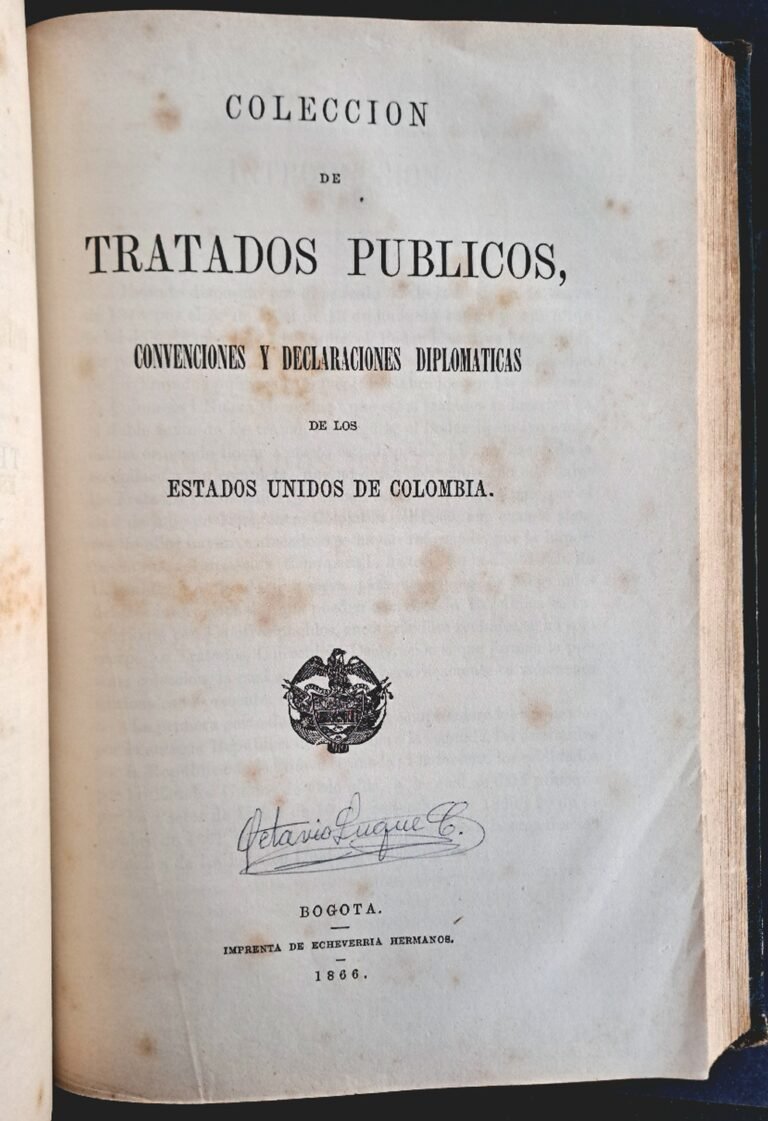 COLECCION
DE
TRATADOS PUBLICOS,
CONVENCIONES Y DECLARACIONES DIPLOMATICAS
DE LOS
ESTADOS UNIDOS DE COLOMBIA.
Octavio Luque C.
BOGOTA.
IMPRENTA DE ECHEVERRIA HERMANOS.
1866.